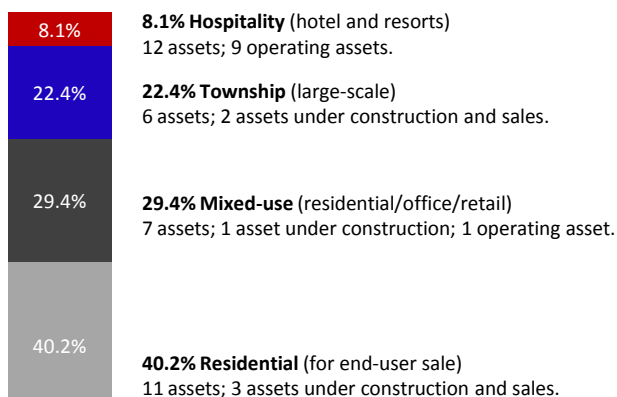 8.1%
8.1% Hospitality (hotel and resorts)
12 assets; 9 operating assets.
22.4%
22.4% Township (large-scale)
6 assets; 2 assets under construction and sales.
29.4%
29.4% Mixed-use (residential/office/retail)
7 assets; 1 asset under construction; 1 operating asset.
40.2%
40.2% Residential (for end-user sale)
11 assets; 3 assets under construction and sales.